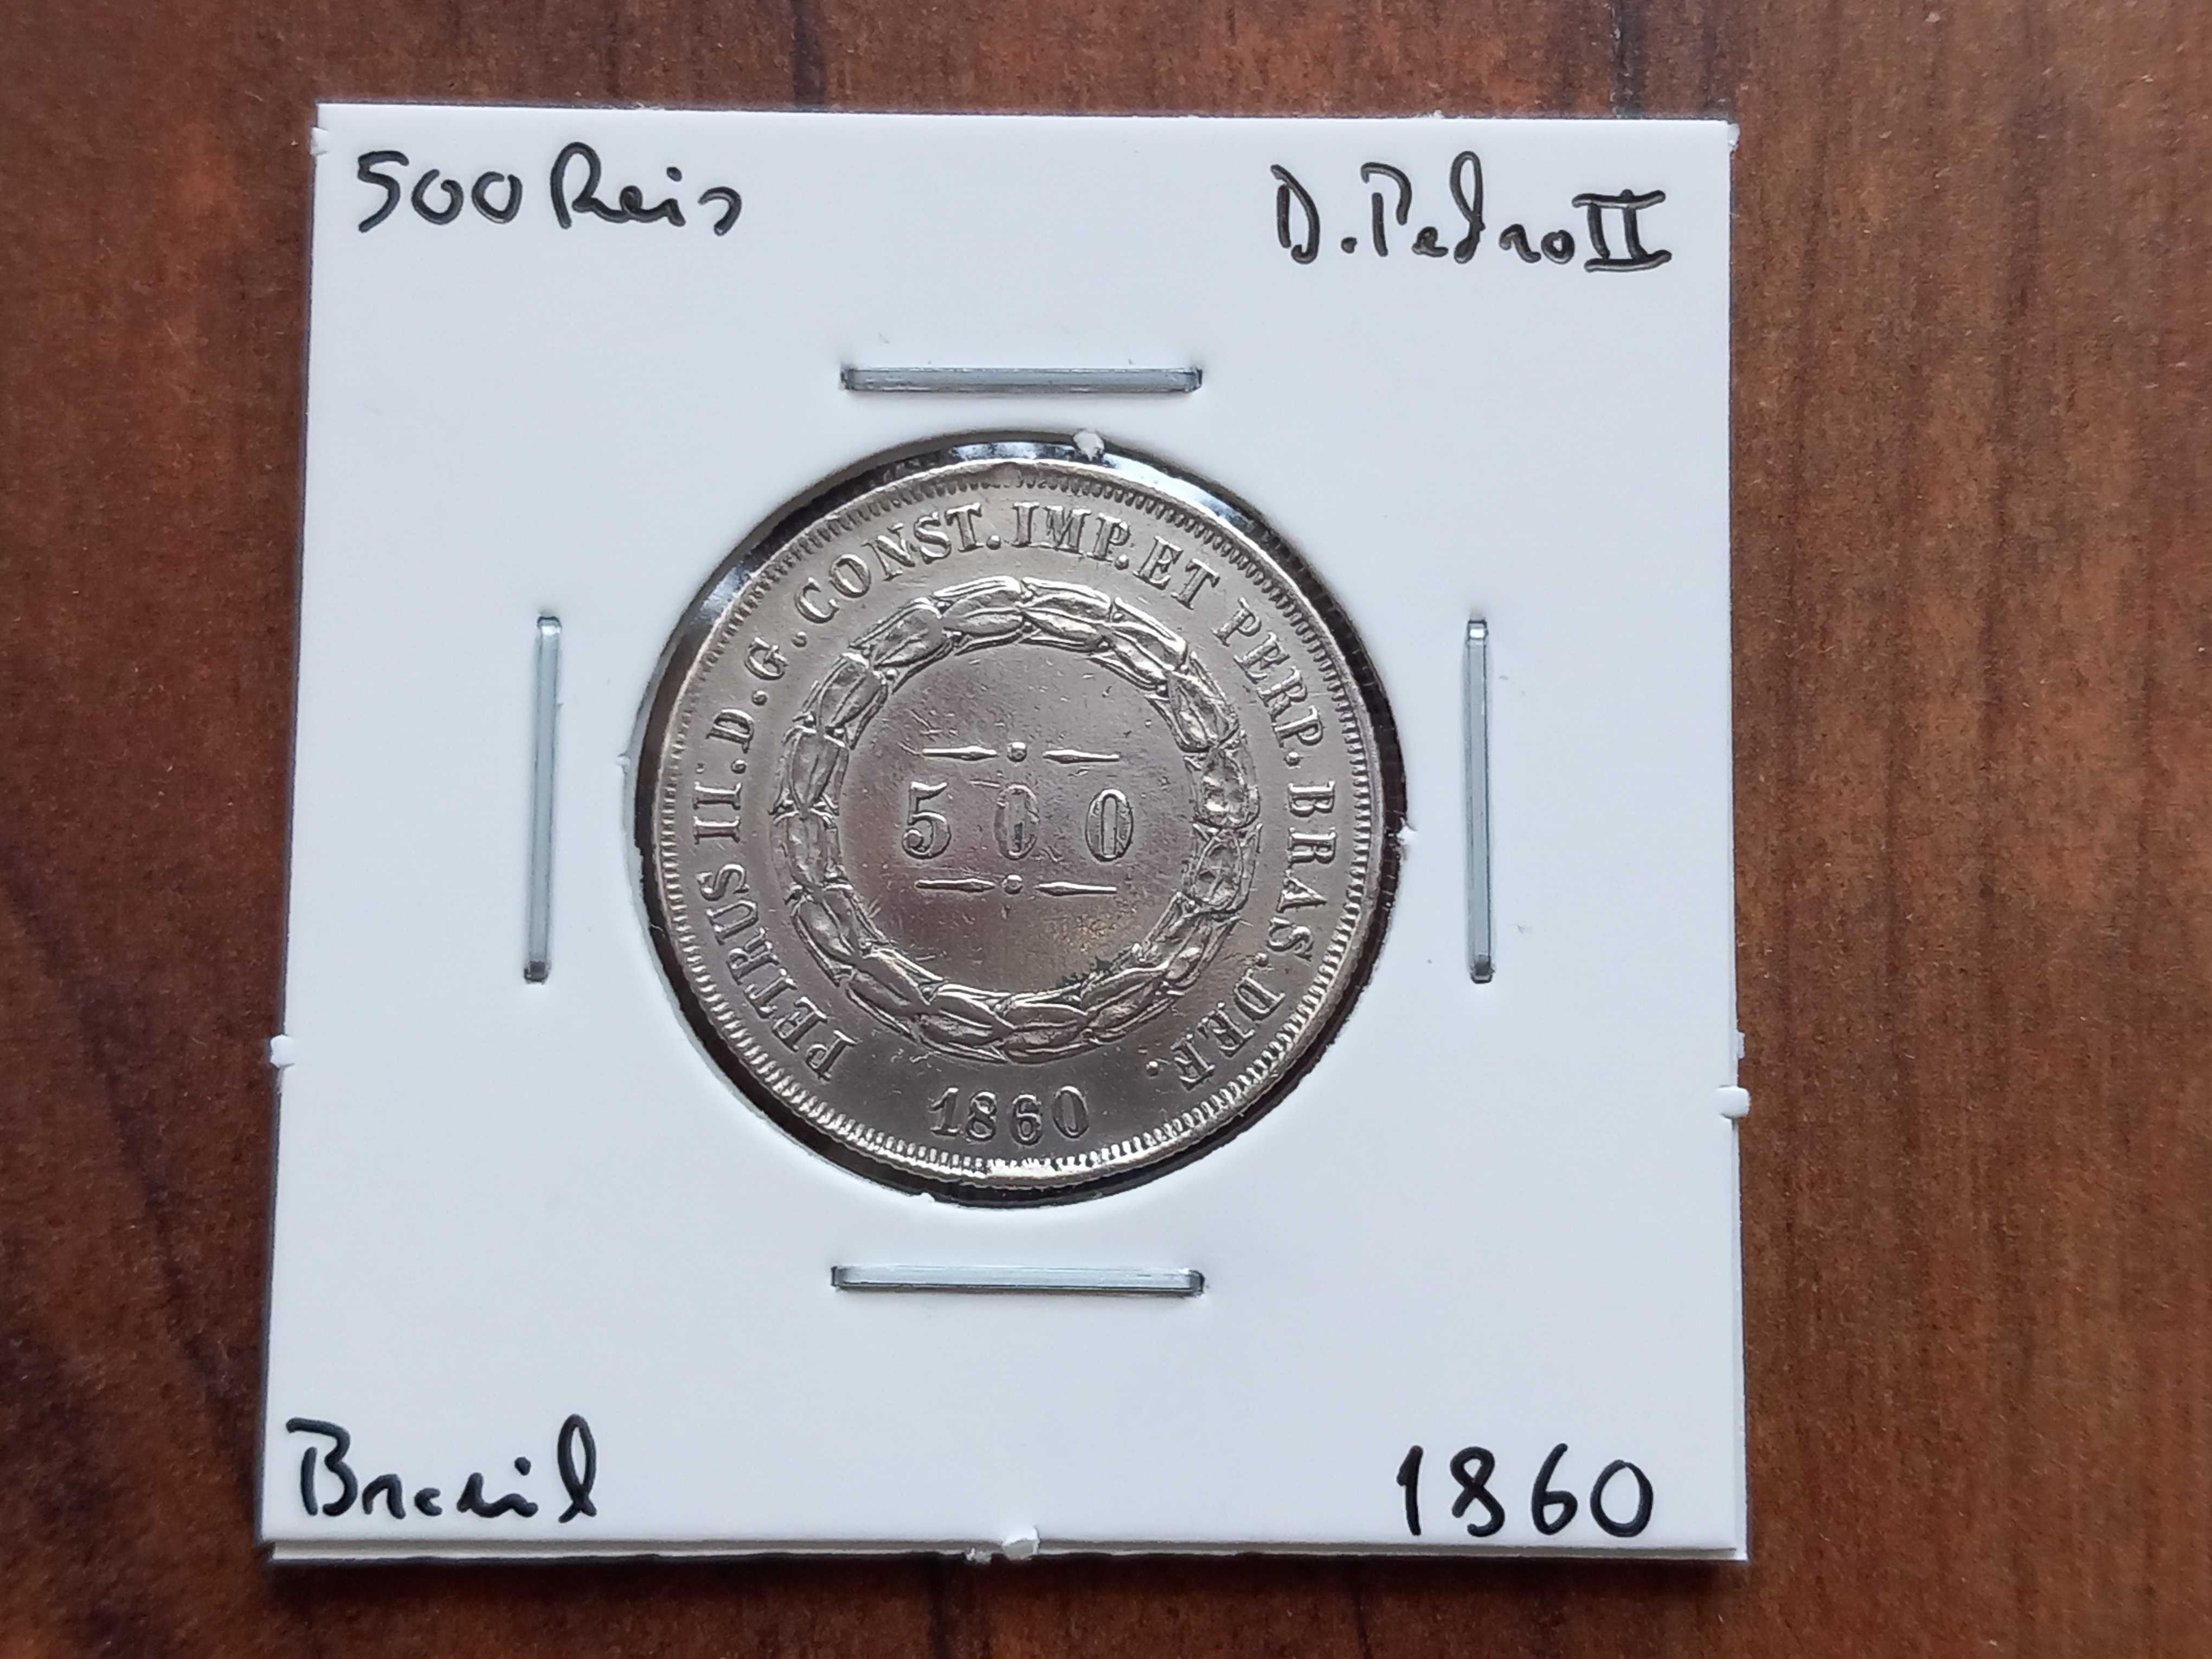 500 Reis
D. Pedro II
PETRUS II. D. G. CONST. IMP. ET PERP. BRAS. DEF.
500
1860
Brasil
1860